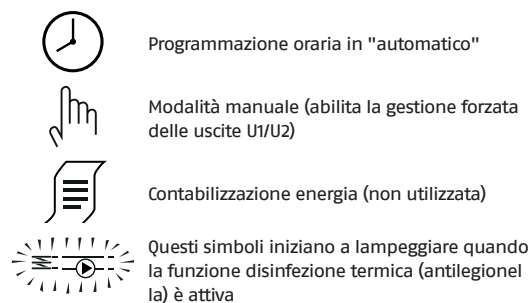 Programmazione oraria in "automatico"
Modalità manuale (abilita la gestione forzata
delle uscite U1/U2)
Contabilizzazione energia (non utilizzata)
Questi simboli iniziano a lampeggiare quando
la funzione disinfezione termica (antilegionel
la) è attiva